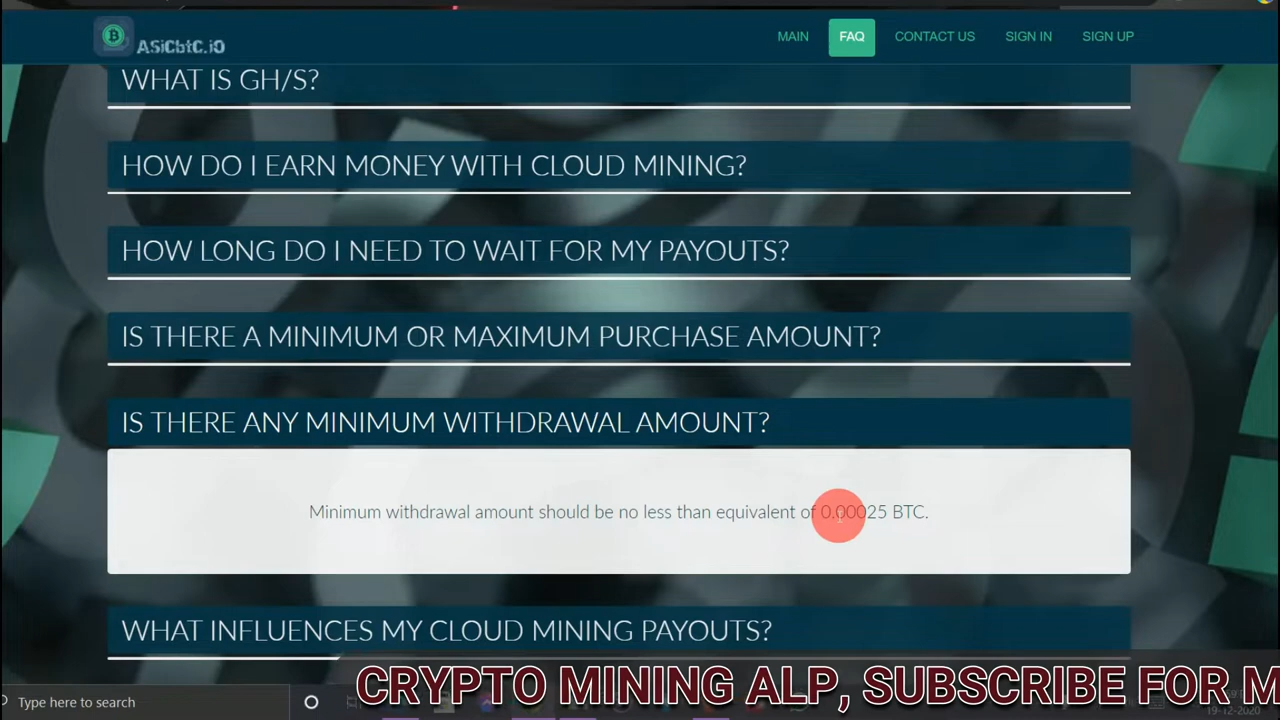 ASiCbtC.iO
MAIN
FAQ
CONTACT US
SIGN IN
SIGN UP
WHAT IS GH/S?
HOW DO I EARN MONEY WITH CLOUD MINING?
HOW LONG DO I NEED TO WAIT FOR MY PAYOUTS?
IS THERE A MINIMUM OR MAXIMUM PURCHASE AMOUNT?
IS THERE ANY MINIMUM WITHDRAWAL AMOUNT?
Minimum withdrawal amount should be no less than equivalent of 0.00025 BTC.
WHAT INFLUENCES MY CLOUD MINING PAYOUTS?
CRYPTO MINING ALP, SUBSCRIBE FOR M
Type here to search
19-12-2020